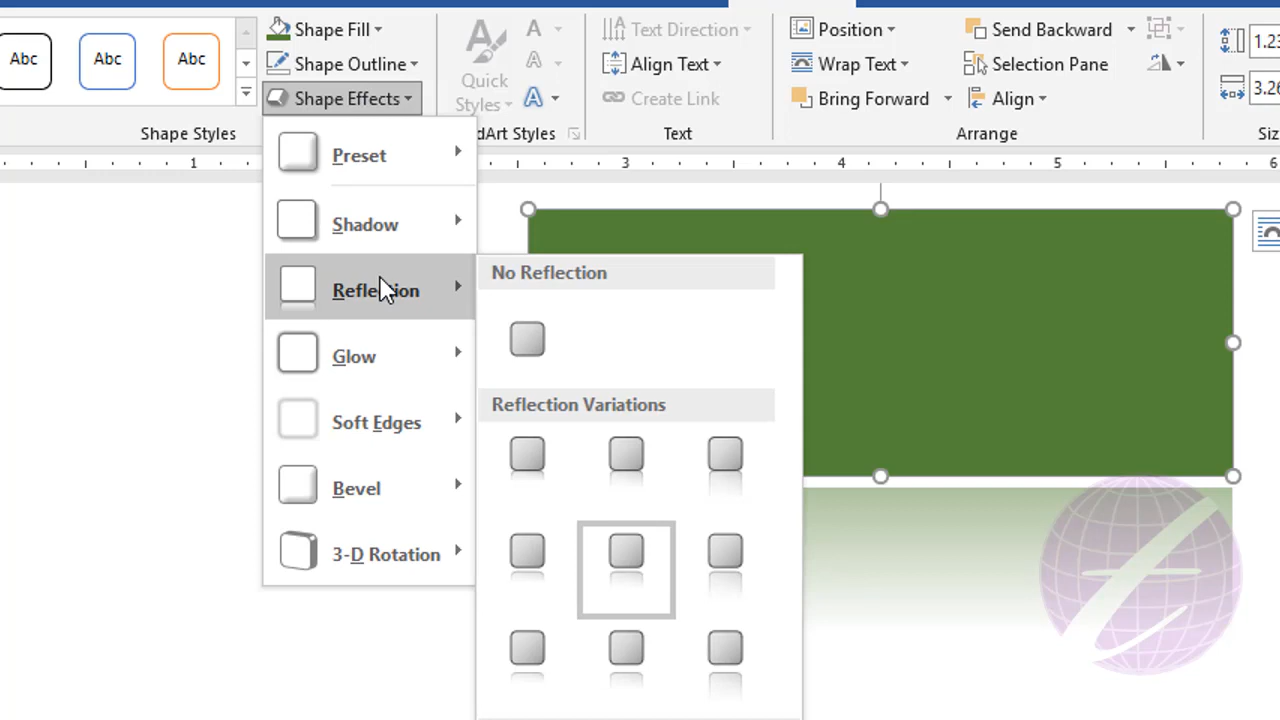 Abc Abc Abc
Shape Fill
Shape Outline
Shape Effects
Quick
Styles
A
A
A
Text Direction
Align Text
Create Link
Position
Wrap Text
Bring Forward
Send Backward
Selection Pane
Align
1.23
3.26
Shape Styles
dArt Styles
Text
Arrange
Siz
1 3 4 5 6
Preset
Shadow
Reflection
Glow
Soft Edges
Bevel
3-D Rotation
No Reflection
Reflection Variations